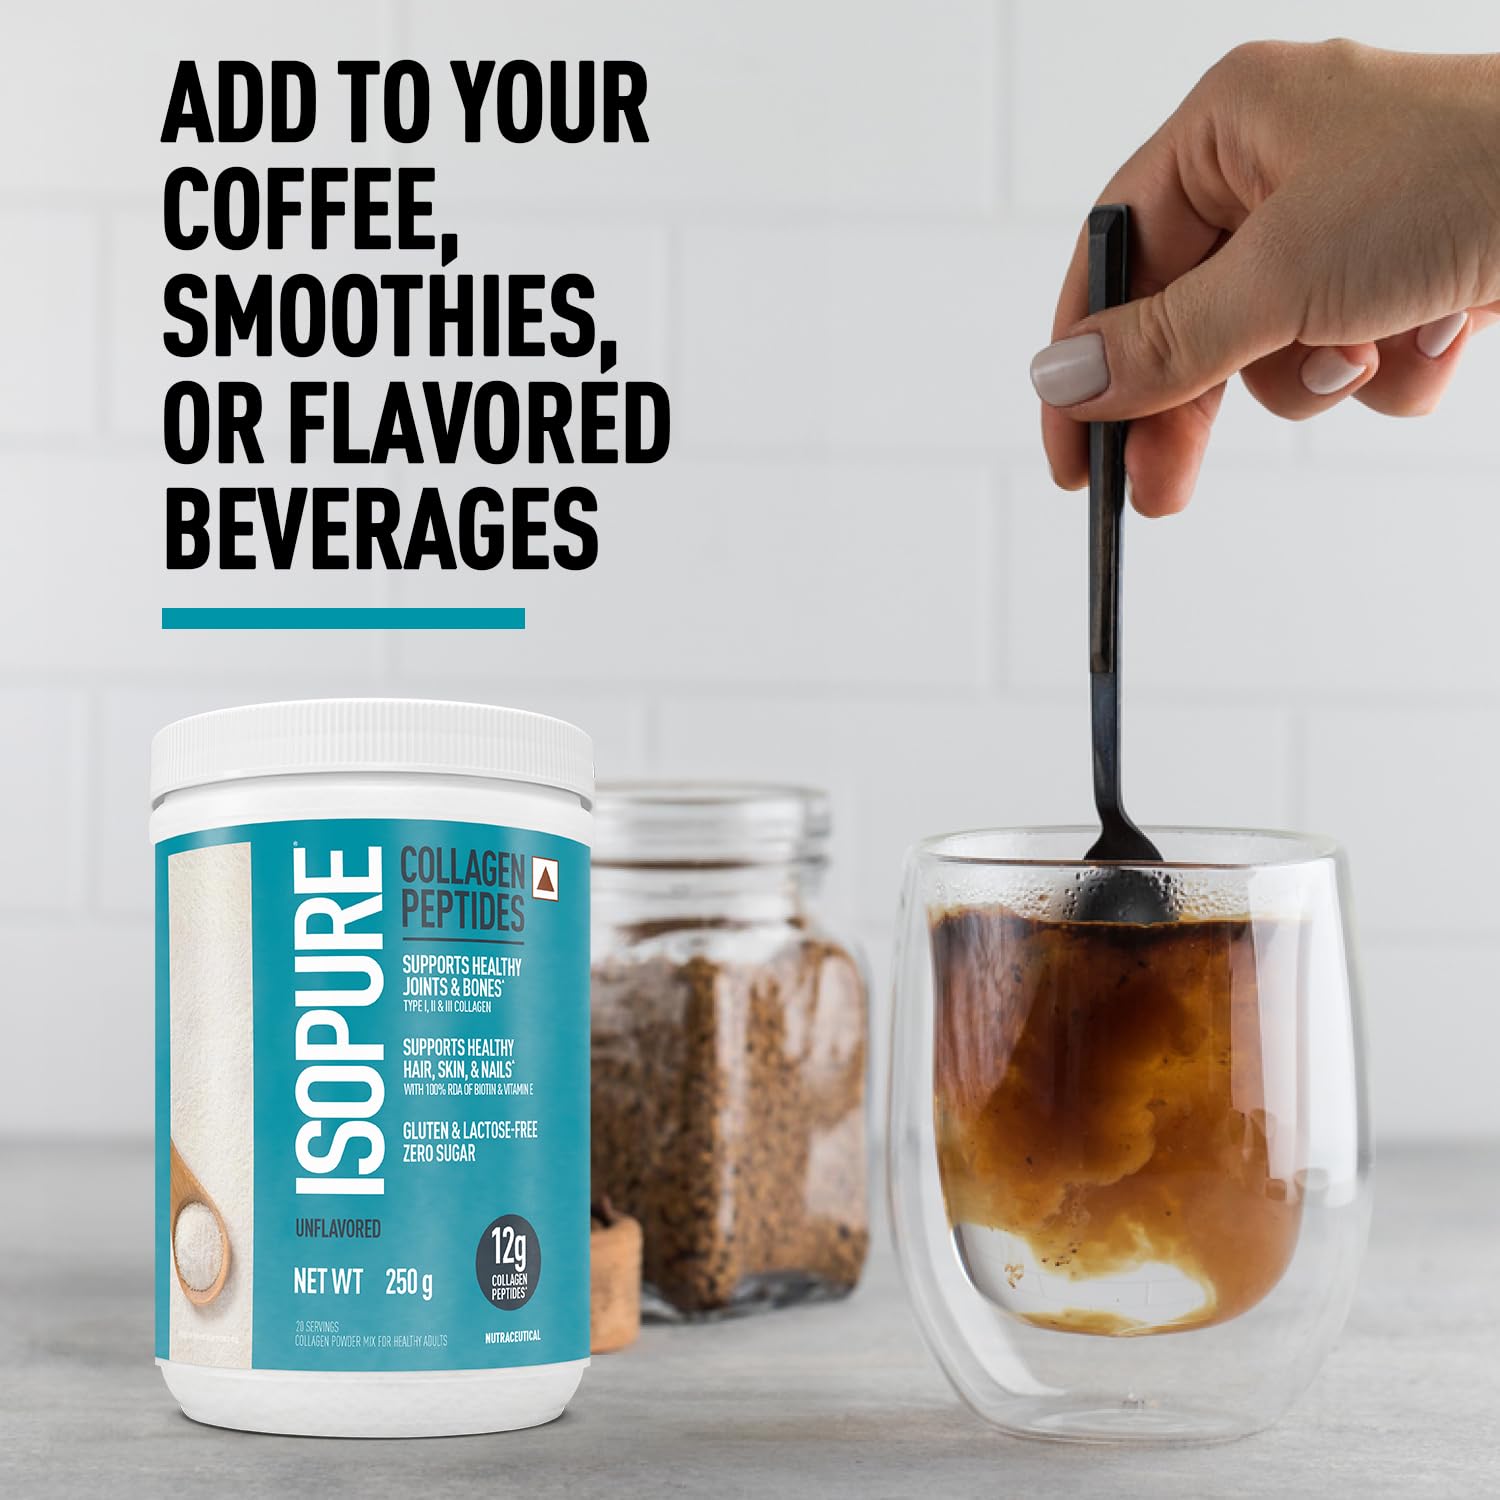 ADD TO YOUR
COFFEE,
SMOOTHIES,
OR FLAVORED
BEVERAGES
ISOPURE®
COLLAGEN
PEPTIDES
SUPPORTS HEALTHY
JOINTS & BONES*
TYPE I, II & III COLLAGEN
SUPPORTS HEALTHY
HAIR, SKIN, & NAILS^
WITH 100% RDA OF BIOTIN & VITAMIN E
GLUTEN & LACTOSE-FREE
ZERO SUGAR
UNFLAVORED
NET WT 250 g
12g
COLLAGEN
PEPTIDES*
20 SERVINGS
COLLAGEN POWDER MIX FOR HEALTHY ADULTS
NUTRACEUTICAL